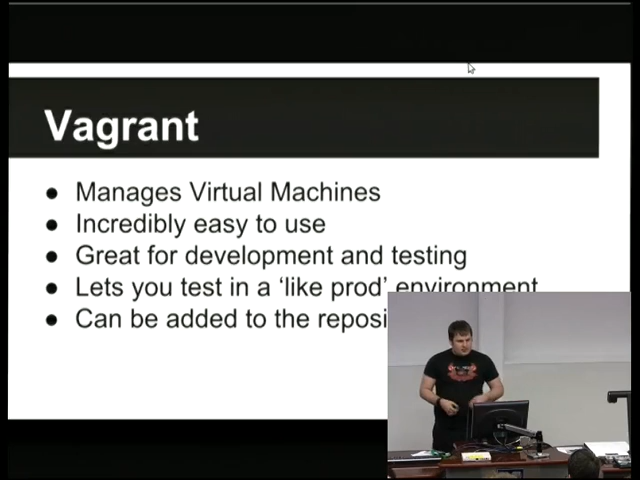 Vagrant
● Manages Virtual Machines
● Incredibly easy to use
● Great for development and testing
● Lets you test in a ‘like prod’ environment
● Can be added to the reposi